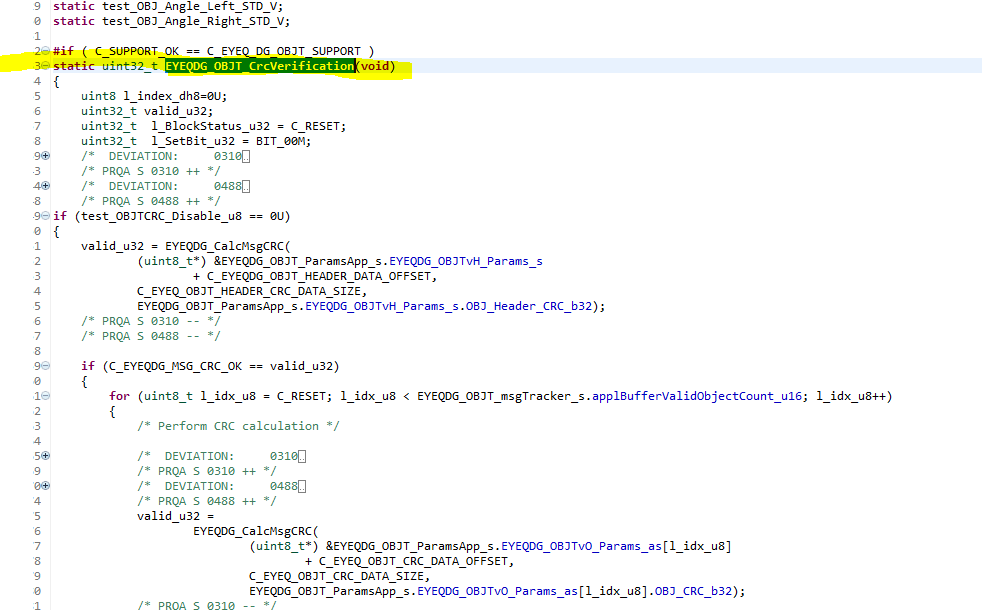 9 static test_OBJ_Angle_Left_STD_V;
0 static test_OBJ_Angle_Right_STD_V;
1
2 #if ( C_SUPPORT_OK == C_EYEQ_DG_OBJT_SUPPORT )
3 static uint32_t EYEQDG_OBJT_CrcVerification(void)
4 {
5 uint8 l_index_dh8=0U;
6 uint32_t valid_u32;
7 uint32_t l_BlockStatus_u32 = C_RESET;
8 uint32_t l_SetBit_u32 = BIT_00M;
9 /* DEVIATION: 0310
3 /* PRQA S 0310 ++ */
4 /* DEVIATION: 0488
8 /* PRQA S 0488 ++ */
9 if (test_OBJTCRC_Disable_u8 == 0U)
0 {
1 valid_u32 = EYEQDG_CalcMsgCRC(
2 (uint8_t*) &EYEQDG_OBJT_ParamsApp_s.EYEQDG_OBJTvH_Params_s
3 + C_EYEQDG_OBJT_HEADER_DATA_OFFSET,
4 C_EYEQ_OBJT_HEADER_CRC_DATA_SIZE,
5 EYEQDG_OBJT_ParamsApp_s.EYEQDG_OBJTvH_Params_s.OBJ_Header_CRC_b32);
6 /* PRQA S 0310 -- */
7 /* PRQA S 0488 -- */
8
9 if (C_EYEQDG_MSG_CRC_OK == valid_u32)
0 {
1 for (uint8_t l_idx_u8 = C_RESET; l_idx_u8 < EYEQDG_OBJT_msgTracker_s.applBufferValidObjectCount_u16; l_idx_u8++)
2 {
3 /* Perform CRC calculation */
4
5 /* DEVIATION: 0310
9 /* PRQA S 0310 ++ */
0 /* DEVIATION: 0488
4 /* PRQA S 0488 ++ */
5 valid_u32 =
6 EYEQDG_CalcMsgCRC(
7 (uint8_t*) &EYEQDG_OBJT_ParamsApp_s.EYEQDG_OBJTvO_Params_as[l_idx_u8]
8 + C_EYEQ_OBJT_CRC_DATA_OFFSET,
9 C_EYEQ_OBJT_CRC_DATA_SIZE,
0 EYEQDG_OBJT_ParamsApp_s.EYEQDG_OBJTvO_Params_as[l_idx_u8].OBJ_CRC_b32);
1 /* PRQA S 0310 -- */